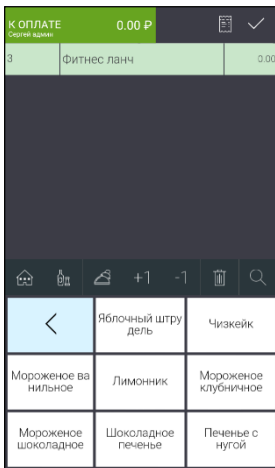 К ОПЛАТЕ 0.00 ₽
Сергей админ
3 Фитнес ланч 0.00
+1 -1
Яблочный штру
дель
Чизкейк
Мороженое ва
нильное
Лимонник
Мороженое
клубничное
Мороженое
шоколадное
Шоколадное
печенье
Печенье с
нугой